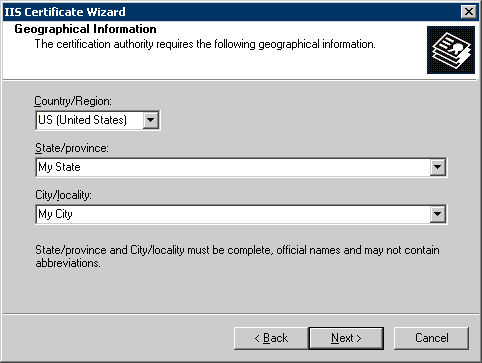 IIS Certificate Wizard
Geographical Information
The certification authority requires the following geographical information.
Country/Region:
US (United States)
State/province:
My State
City/locality:
My City
State/province and City/locality must be complete, official names and may not contain
abbreviations.
< Back
Next >
Cancel